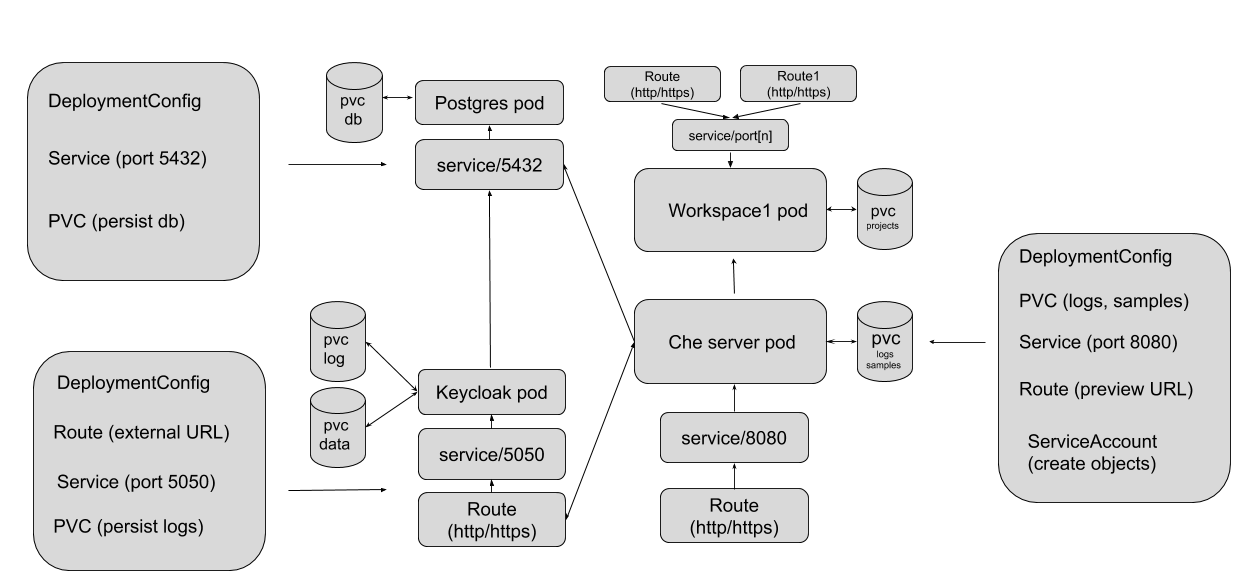 DeploymentConfig
Service (port 5432)
PVC (persist db)
pvc
db
Postgres pod
service/5432
Route
(http/https)
Route1
(http/https)
service/port[n]
Workspace1 pod
pvc
projects
DeploymentConfig
Route (external URL)
Service (port 5050)
PVC (persist logs)
pvc
log
pvc
data
Keycloak pod
service/5050
Route
(http/https)
Che server pod
pvc
logs
samples
service/8080
Route
(http/https)
DeploymentConfig
PVC (logs, samples)
Service (port 8080)
Route (preview URL)
ServiceAccount
(create objects)